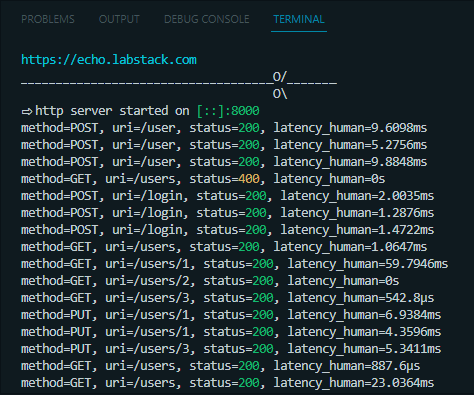 PROBLEMS OUTPUT DEBUG CONSOLE TERMINAL
https://echo.labstack.com
____________________________________O/_______
                                    O\
⇨ http server started on [::]:8000
method=POST, uri=/user, status=200, latency_human=9.6098ms
method=POST, uri=/user, status=200, latency_human=5.2756ms
method=POST, uri=/user, status=200, latency_human=9.8848ms
method=GET, uri=/users, status=400, latency_human=0s
method=POST, uri=/login, status=200, latency_human=2.0035ms
method=POST, uri=/login, status=200, latency_human=1.2876ms
method=POST, uri=/login, status=200, latency_human=1.4722ms
method=GET, uri=/users, status=200, latency_human=1.0647ms
method=GET, uri=/users/1, status=200, latency_human=59.7946ms
method=GET, uri=/users/2, status=200, latency_human=0s
method=GET, uri=/users/3, status=200, latency_human=542.8µs
method=PUT, uri=/users/1, status=200, latency_human=6.9384ms
method=PUT, uri=/users/1, status=200, latency_human=4.3596ms
method=PUT, uri=/users/3, status=200, latency_human=5.3411ms
method=GET, uri=/users, status=200, latency_human=887.6µs
method=GET, uri=/users, status=200, latency_human=23.0364ms